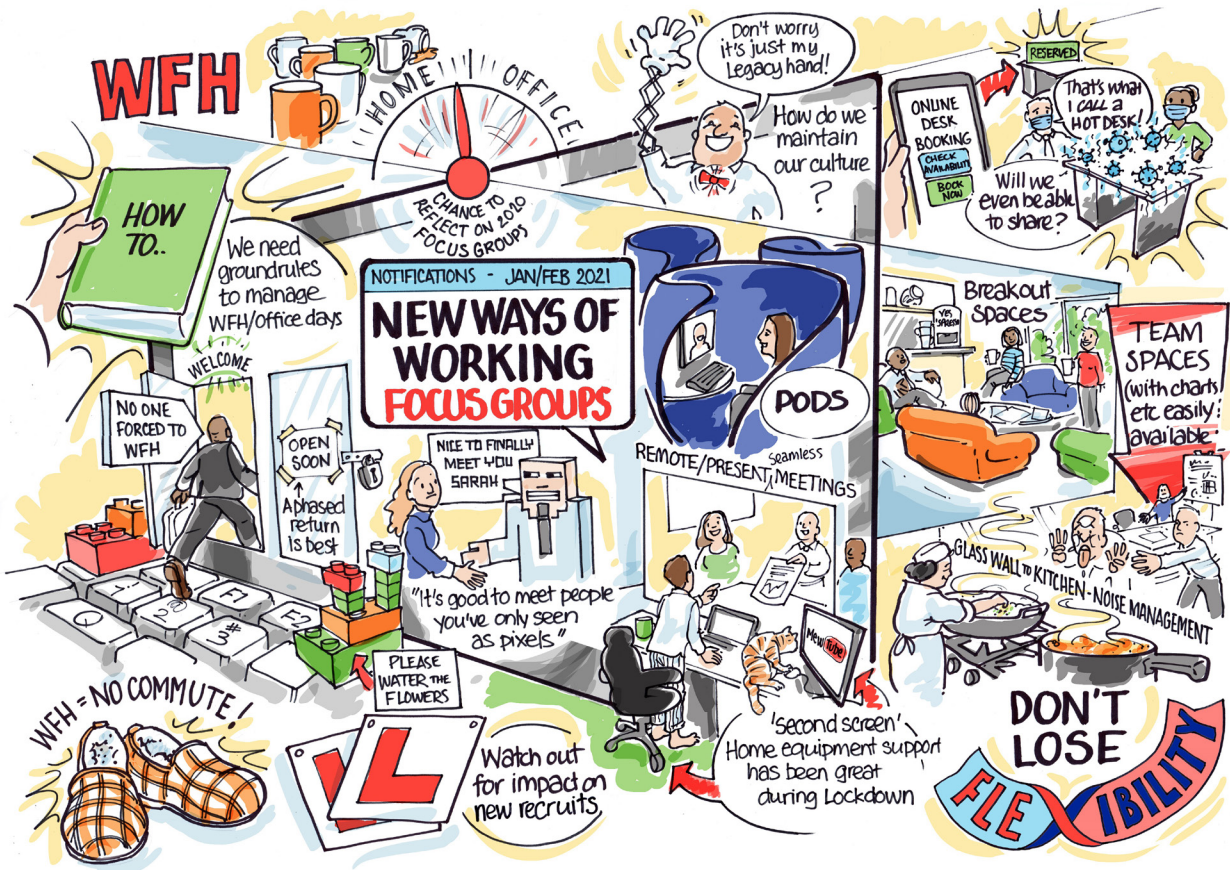 WFH
HOME
OFFICE
CHANCE TO
REFLECT ON 2020
FOCUS GROUPS
Don't worry
it's just my
Legacy hand!
How do we
maintain
our culture
?
ONLINE
DESK
BOOKING
CHECK
AVAILABILITY
BOOK
NOW
RESERVED
That's what
I CALL a
HOT DESK!
Will we
even be able
to share?
HOW
TO..
We need
groundrules
to manage
WFH/office days
NOTIFICATIONS - JAN/FEB 2021
NEW WAYS OF
WORKING
FOCUS GROUPS
PODS
Breakout
Spaces
YES
'SPRESSO
TEAM
SPACES
(with charts!
etc easily!
available.
WELCOME
NO ONE
FORCED TO
WFH
OPEN
SOON
A phased
return
is best
NICE TO FINALLY
MEET YOU
SARAH
"It's good to meet people
you've only seen
as pixels"
REMOTE/PRESENT, seamless MEETINGS
MewTube
GLASS WALL TO KITCHEN - NOISE MANAGEMENT
Q
1
2
@
F1
F2
#
3
PLEASE
WATER THE
FLOWERS
WFH = NO COMMUTE!
L
L
Watch out
for impact on
new recruits,
'second screen'
Home equipment support
has been great
during Lockdown
DON'T
LOSE
FLEXIBILITY